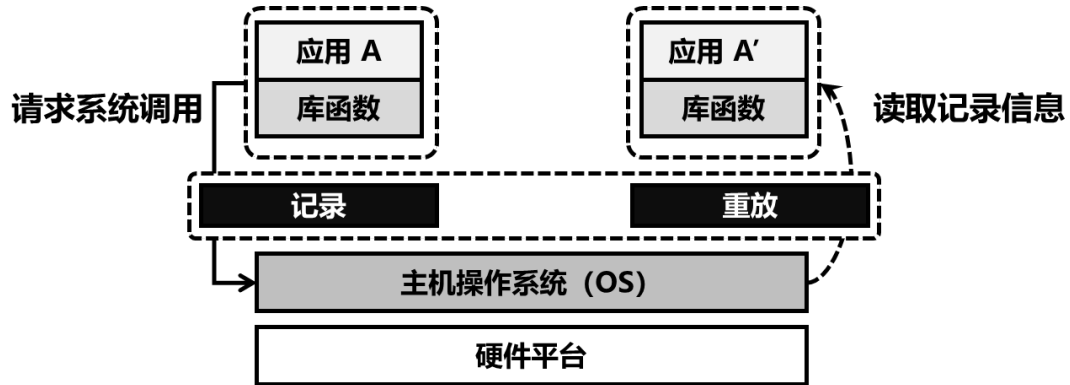 应用 A
应用 A′
请求系统调用
库函数
库函数
读取记录信息
记录
重放
主机操作系统（OS）
硬件平台